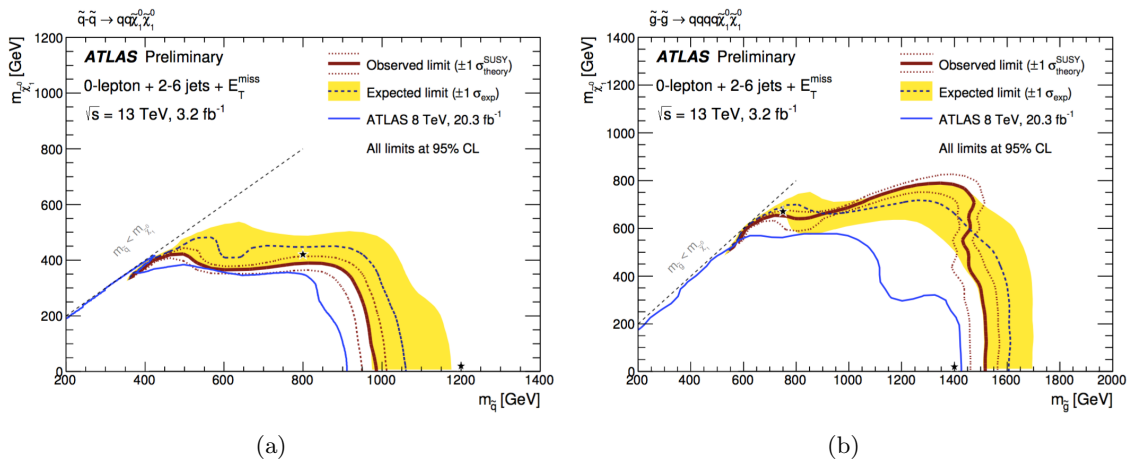 q̃-q̃ → qqχ̃₁⁰χ̃₁⁰
m_χ̃₁⁰ [GeV]
1200
1000
800
600
400
200
0
ATLAS Preliminary
0-lepton + 2-6 jets + E_T^miss
√s = 13 TeV, 3.2 fb⁻¹
Observed limit (±1 σ_theory^SUSY)
Expected limit (±1 σ_exp)
ATLAS 8 TeV, 20.3 fb⁻¹
All limits at 95% CL
m_q̃ < m_χ̃₁⁰
200 400 600 800 1000 1200 1400
m_q̃ [GeV]
(a)
g̃-g̃ → qqqqχ̃₁⁰χ̃₁⁰
m_χ̃₁⁰ [GeV]
1400
1200
1000
800
600
400
200
0
ATLAS Preliminary
0-lepton + 2-6 jets + E_T^miss
√s = 13 TeV, 3.2 fb⁻¹
Observed limit (±1 σ_theory^SUSY)
Expected limit (±1 σ_exp)
ATLAS 8 TeV, 20.3 fb⁻¹
All limits at 95% CL
m_g̃ < m_χ̃₁⁰
200 400 600 800 1000 1200 1400 1600 1800 2000
m_g̃ [GeV]
(b)